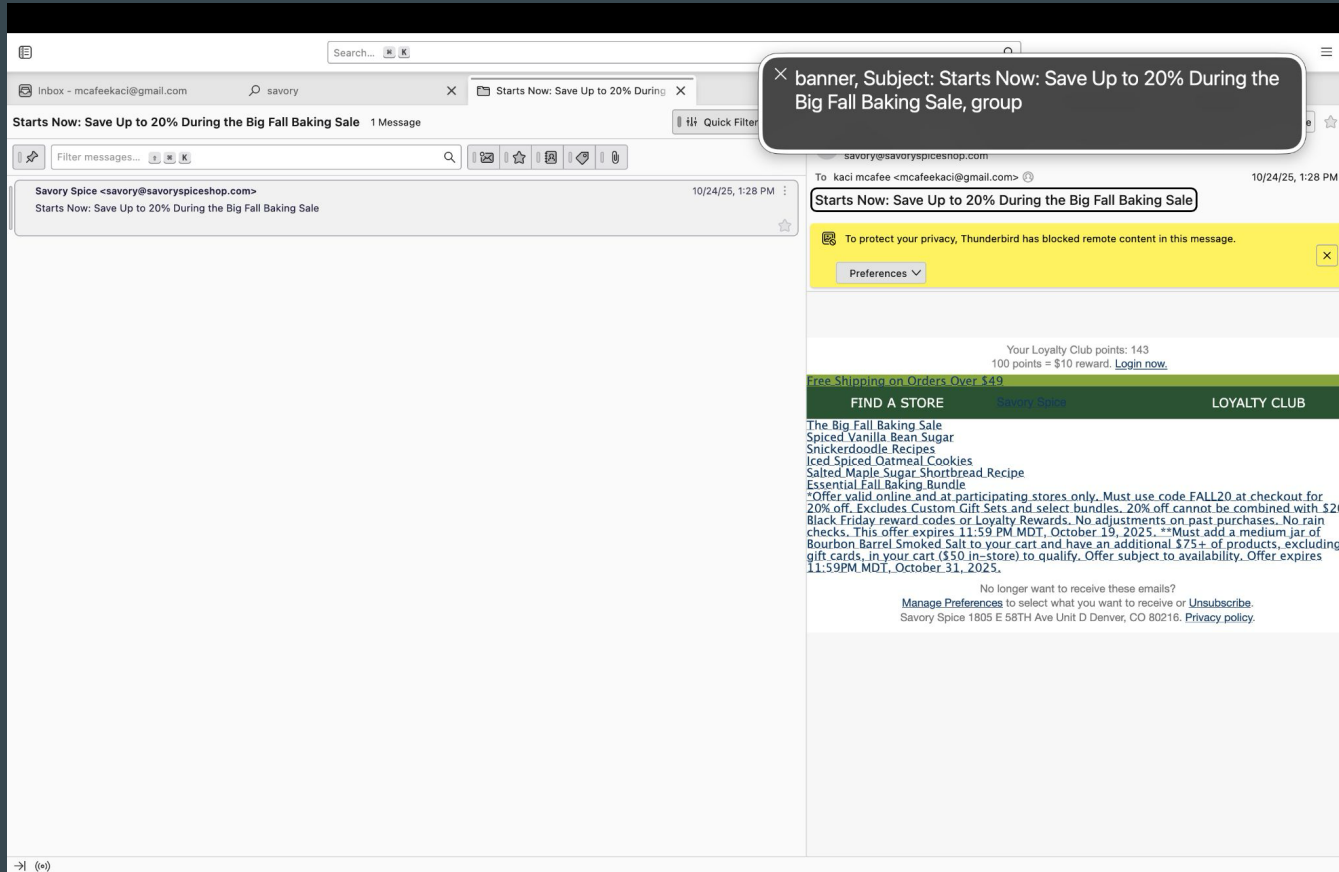 Search... ⌘ K
banner, Subject: Starts Now: Save Up to 20% During the
Big Fall Baking Sale, group
Inbox - mcafeekaci@gmail.com
savory
Starts Now: Save Up to 20% During
Starts Now: Save Up to 20% During the Big Fall Baking Sale 1 Message
Quick Filter
Filter messages... ⇧ ⌘ K
Savory Spice <savory@savoryspiceshop.com> 10/24/25, 1:28 PM
Starts Now: Save Up to 20% During the Big Fall Baking Sale
savory@savoryspiceshop.com
To kaci mcafee <mcafeekaci@gmail.com> 10/24/25, 1:28 PM
Starts Now: Save Up to 20% During the Big Fall Baking Sale
To protect your privacy, Thunderbird has blocked remote content in this message.
Preferences
Your Loyalty Club points: 143
100 points = $10 reward. Login now.
Free Shipping on Orders Over $49
FIND A STORE Savory Spice LOYALTY CLUB
The Big Fall Baking Sale
Spiced Vanilla Bean Sugar
Snickerdoodle Recipes
Iced Spiced Oatmeal Cookies
Salted Maple Sugar Shortbread Recipe
Essential Fall Baking Bundle
*Offer valid online and at participating stores only. Must use code FALL20 at checkout for
20% off. Excludes Custom Gift Sets and select bundles. 20% off cannot be combined with
Black Friday reward codes or Loyalty Rewards. No adjustments on past purchases. No rain
checks. This offer expires 11:59 PM MDT, October 19, 2025. **Must add a medium jar of
Bourbon Barrel Smoked Salt to your cart and have an additional $75+ of products, excluding
gift cards, in your cart ($50 in-store) to qualify. Offer subject to availability. Offer expires
11:59PM MDT, October 31, 2025.
No longer want to receive these emails?
Manage Preferences to select what you want to receive or Unsubscribe.
Savory Spice 1805 E 58TH Ave Unit D Denver, CO 80216. Privacy policy.